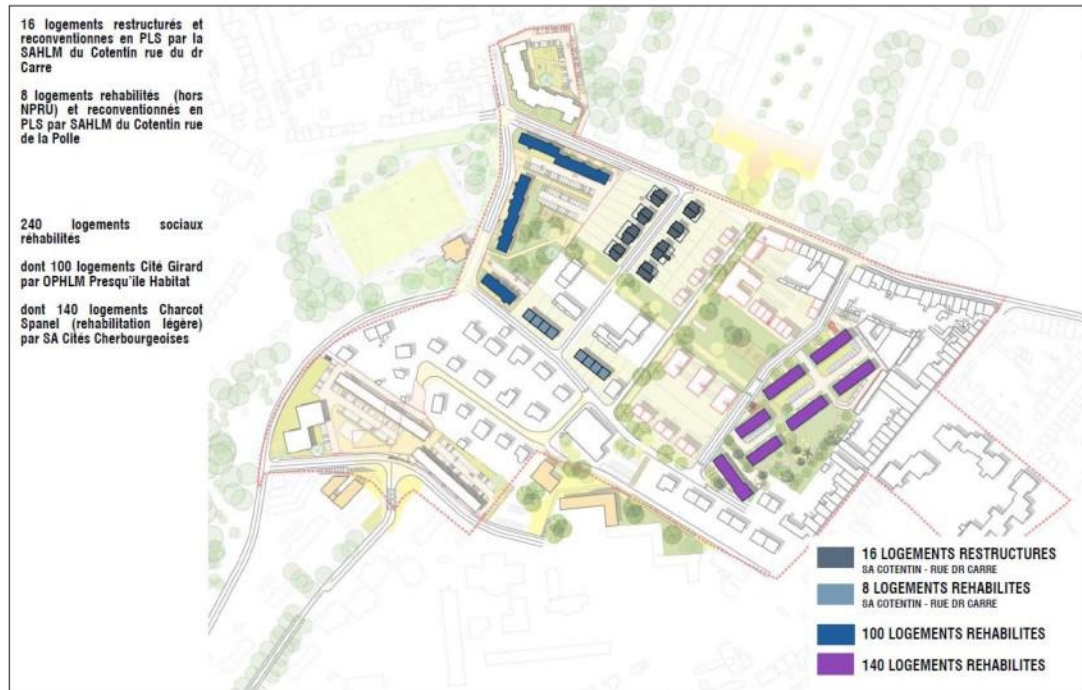 16 logements restructurés et
reconventionnes en PLS par la
SAHLM du Cotentin rue du dr
Carre
8 logements rehabilités (hors
NPRU) et reconventionnés en
PLS par SAHLM du Cotentin rue
de la Polle
240 logements sociaux
réhabilités
dont 100 logements Cité Girard
par OPHLM Presqu'ile Habitat
dont 140 logements Charcot
Spanel (rehabilitation légère)
par SA Cités Cherbourgeoises
16 LOGEMENTS RESTRUCTURES
SA COTENTIN - RUE DR CARRE
8 LOGEMENTS REHABILITES
SA COTENTIN - RUE DR CARRE
100 LOGEMENTS REHABILITES
140 LOGEMENTS REHABILITES